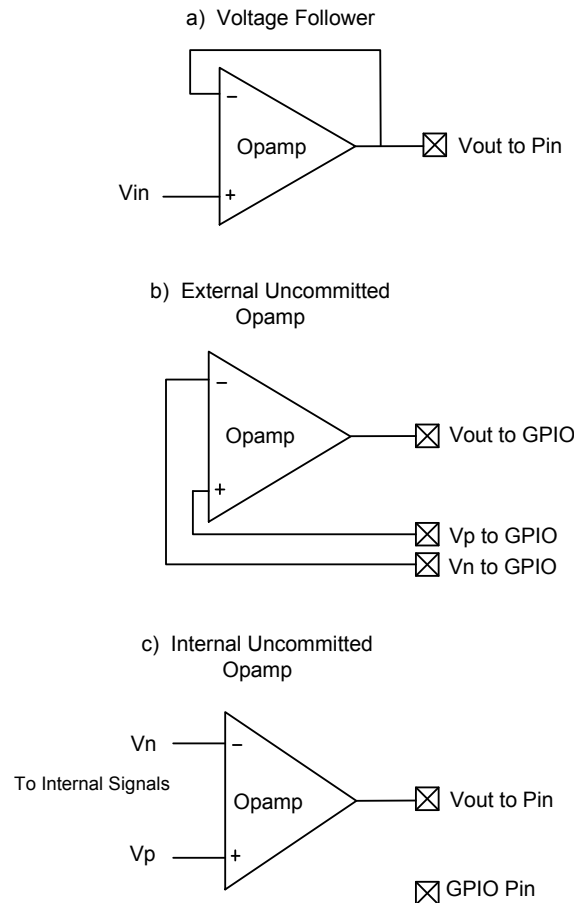 a) Voltage Follower
−
Opamp
Vout to Pin
Vin
+
b) External Uncommitted
Opamp
−
Opamp
Vout to GPIO
+
Vp to GPIO
Vn to GPIO
c) Internal Uncommitted
Opamp
Vn
−
To Internal Signals
Opamp
Vout to Pin
Vp
+
GPIO Pin